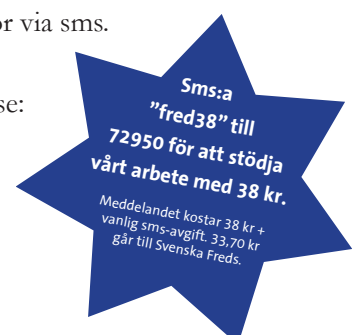 r via sms.
se:
Sms:a
”fred38” till
72950 för att stödja
vårt arbete med 38 kr.
Meddelandet kostar 38 kr +
vanlig sms-avgift. 33,70 kr
går till Svenska Freds.